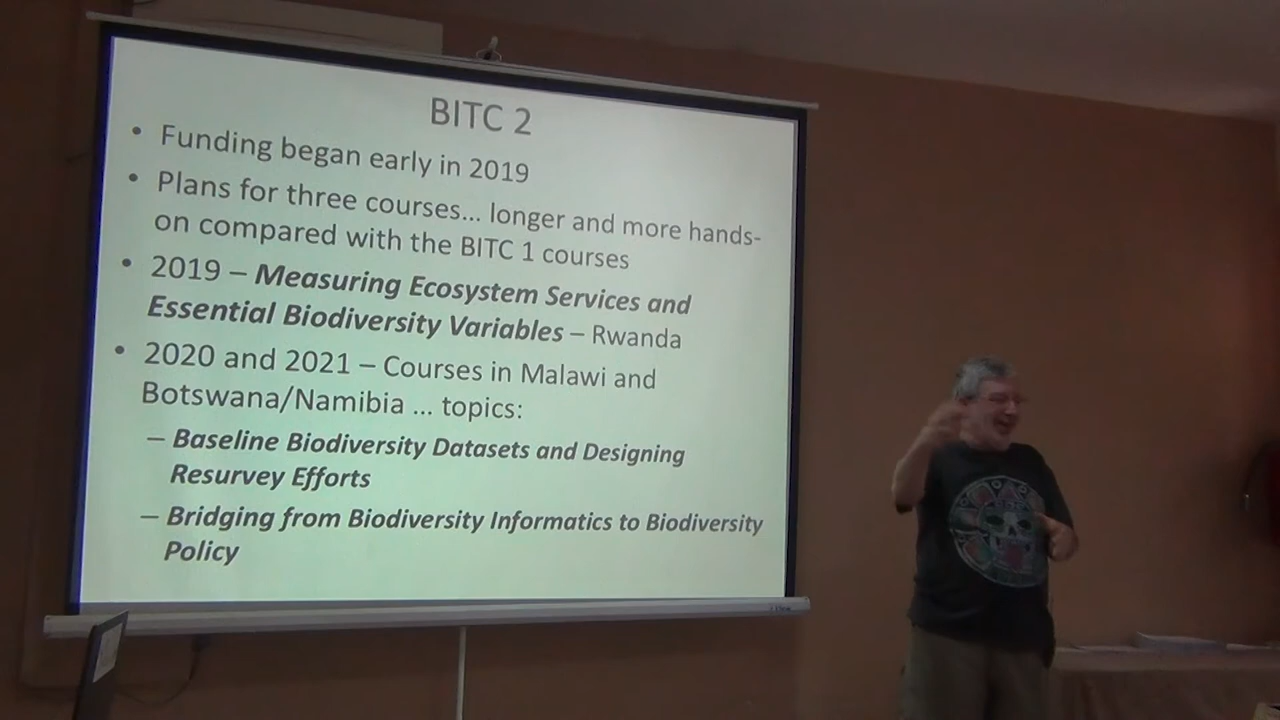 BITC 2
• Funding began early in 2019
• Plans for three courses... longer and more hands-
on compared with the BITC 1 courses
• 2019 – Measuring Ecosystem Services and
Essential Biodiversity Variables – Rwanda
• 2020 and 2021 – Courses in Malawi and
Botswana/Namibia ... topics:
– Baseline Biodiversity Datasets and Designing
Resurvey Efforts
– Bridging from Biodiversity Informatics to Biodiversity
Policy